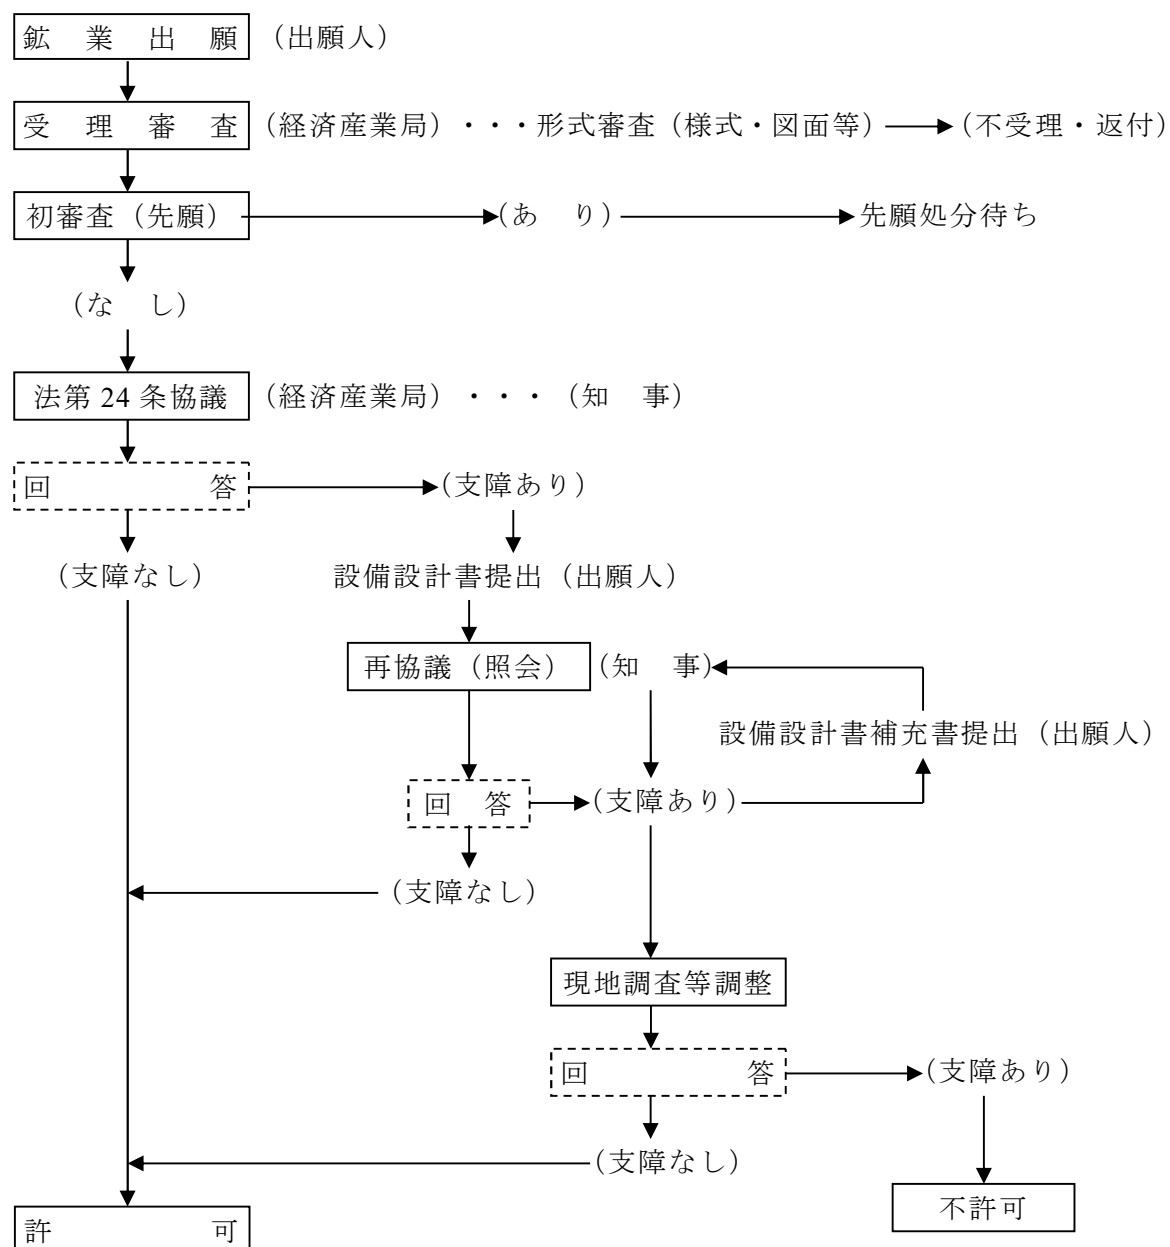 鉱　業　出　願 （出願人）
受　理　審　査 （経済産業局）・・・形式審査（様式・図面等） （不受理・返付）
初審査（先願） （あ　り） 先願処分待ち
（な　し）
法第 24 条協議 （経済産業局）・・・（知　事）
回　　　　　答 （支障あり）
（支障なし） 設備設計書提出（出願人）
再協議（照会） （知　事）
設備設計書補充書提出（出願人）
回　答 （支障あり）
（支障なし）
現地調査等調整
回　　　　　答 （支障あり）
（支障なし）
不許可
許　　　　　可